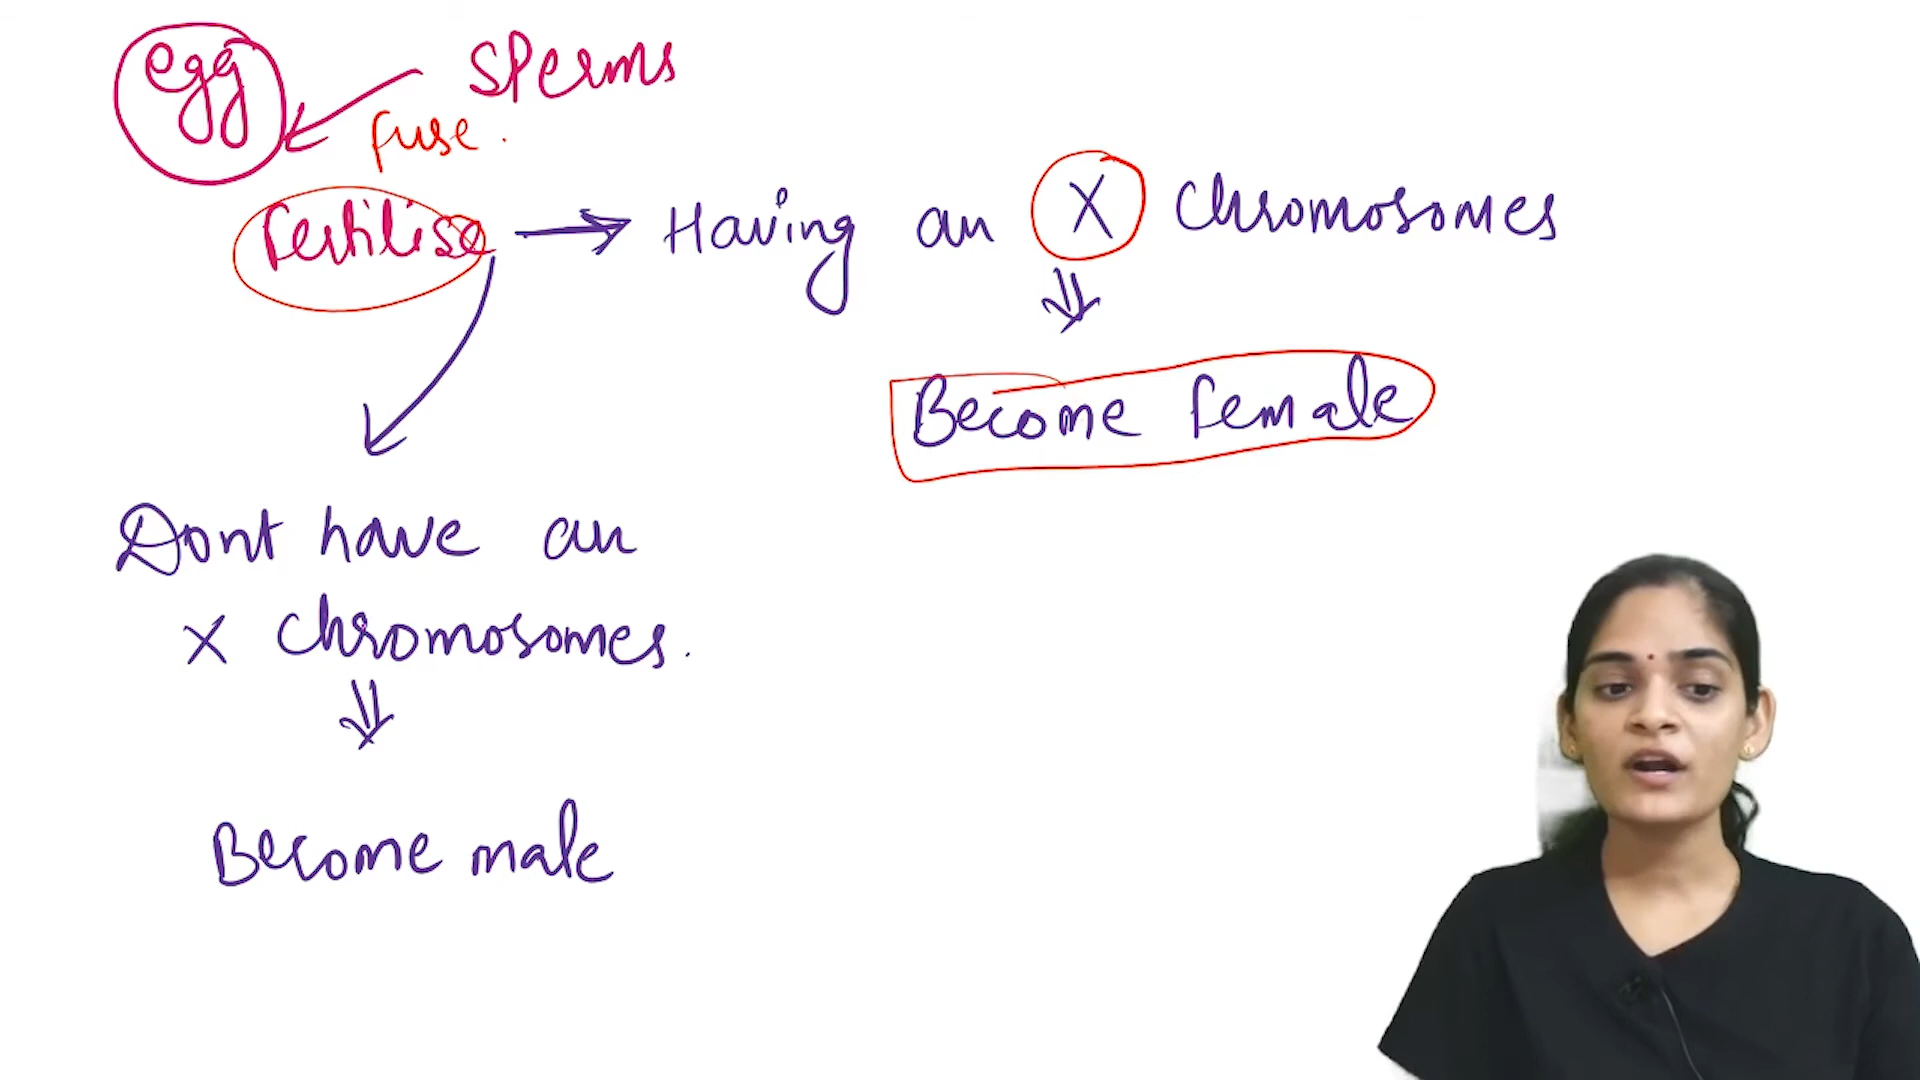 egg sperms
fuse.
fertilise → Having an X chromosomes
⇓
Become female
Dont have an
X chromosomes.
⇓
Become male